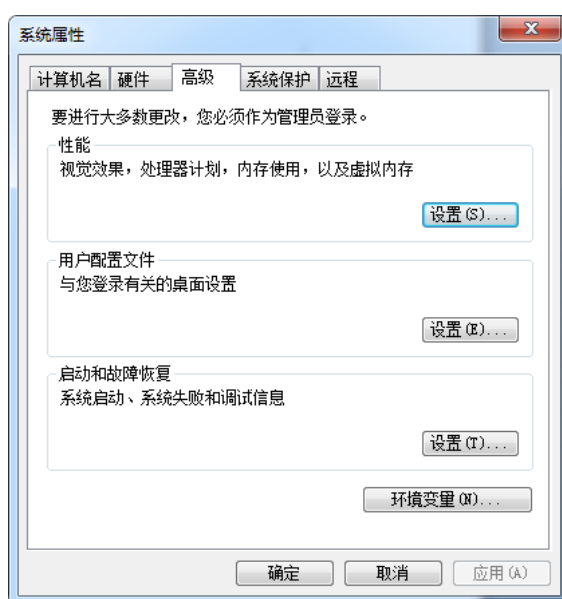 系统属性
计算机名 硬件 高级 系统保护 远程
要进行大多数更改，您必须作为管理员登录。
性能
视觉效果，处理器计划，内存使用，以及虚拟内存
设置(S)...
用户配置文件
与您登录有关的桌面设置
设置(E)...
启动和故障恢复
系统启动、系统失败和调试信息
设置(T)...
环境变量(N)...
确定 取消 应用(A)